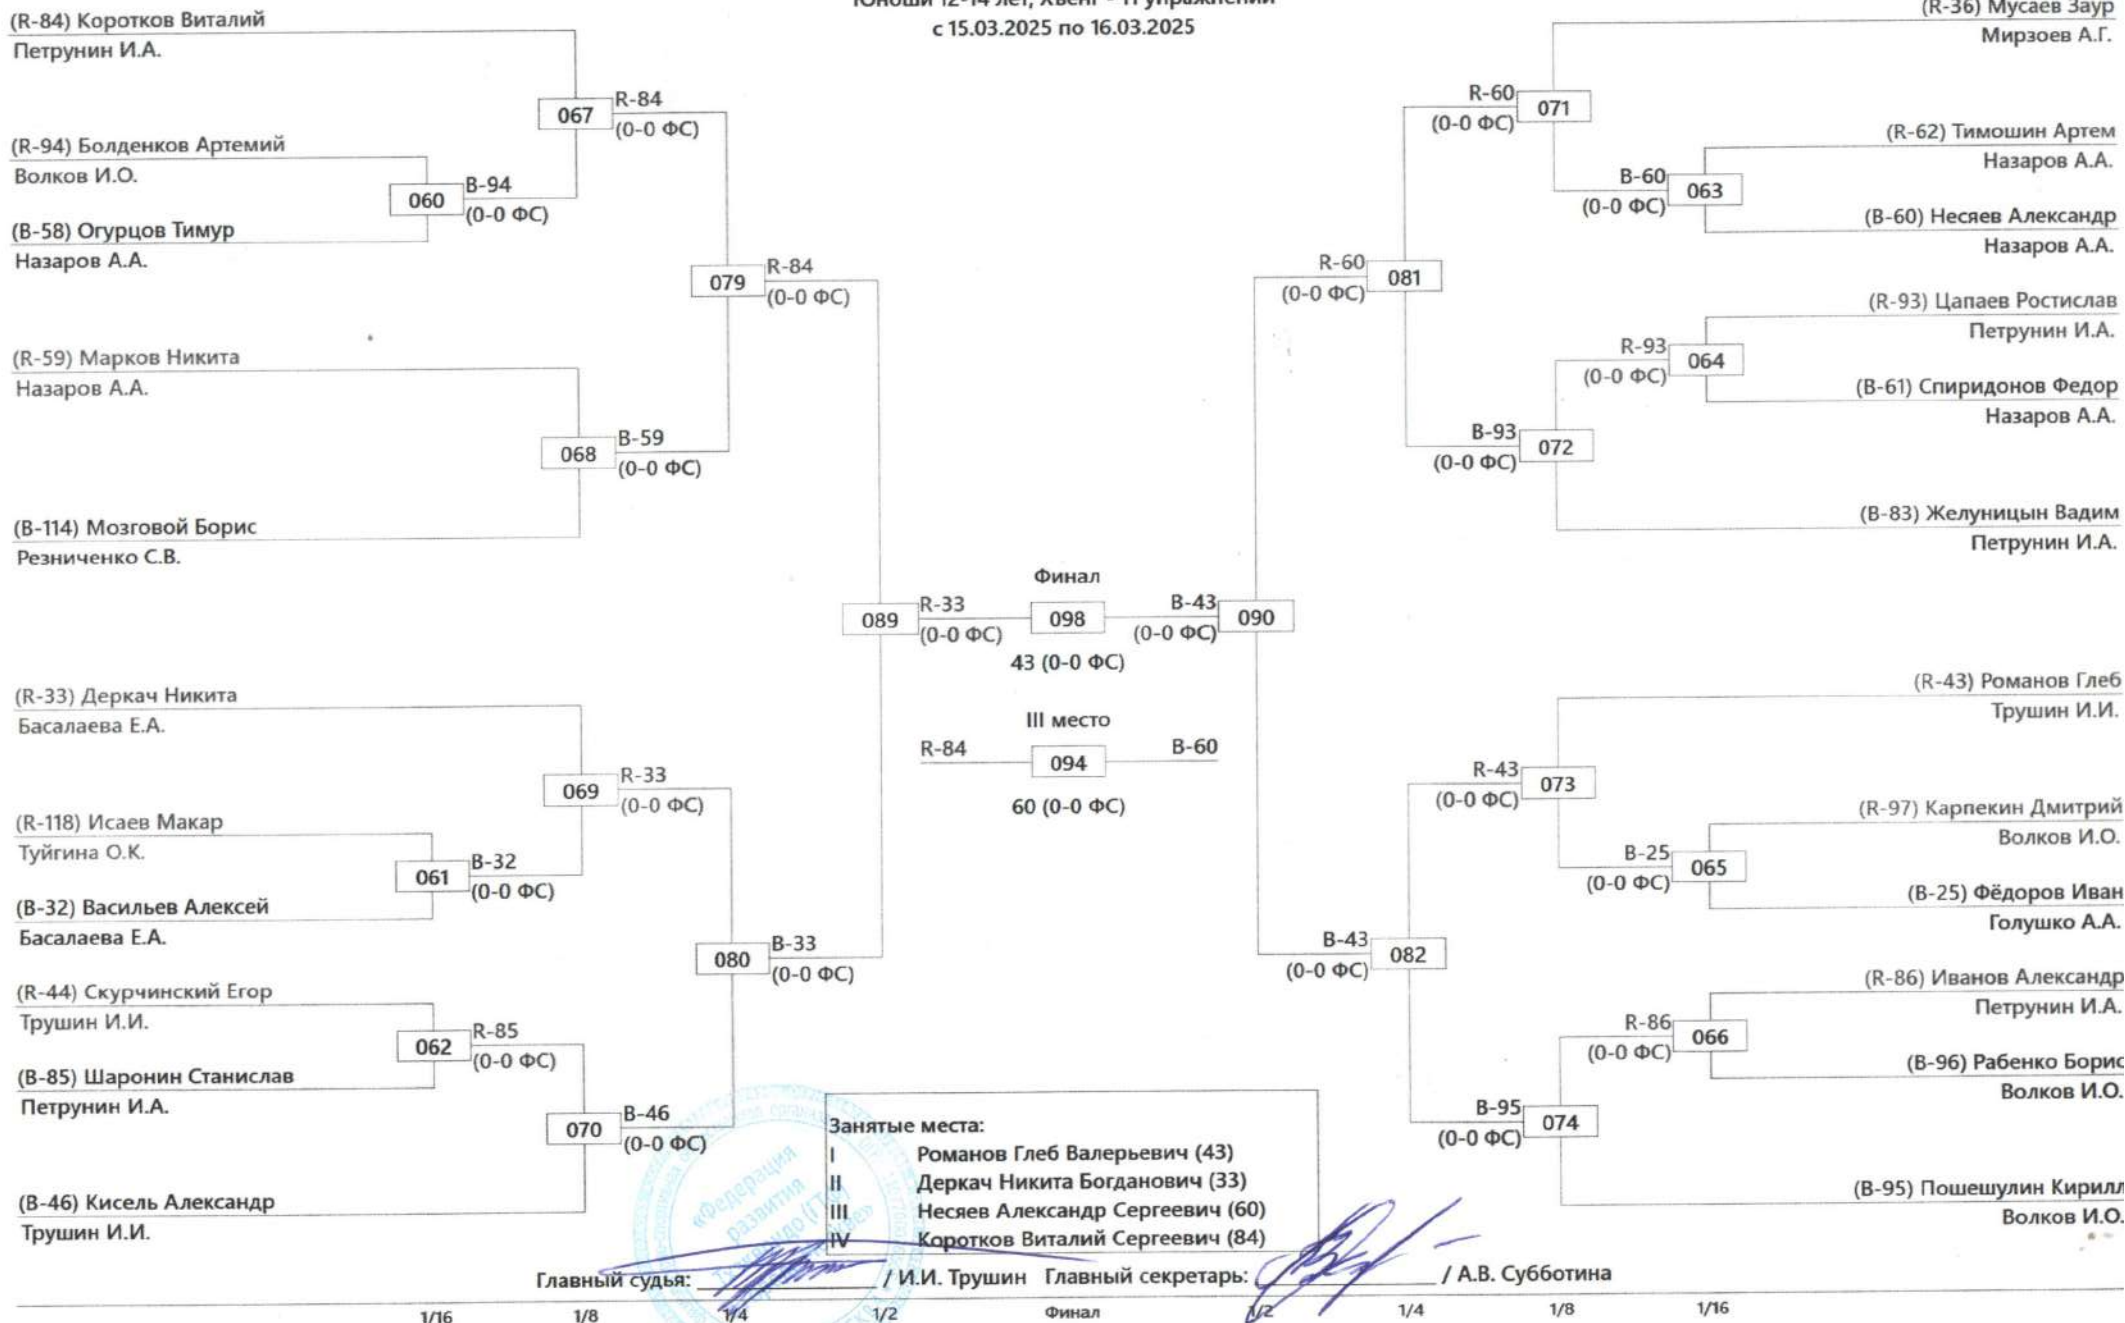 Юноши 12-14 лет, Хъенг - 11 упражнений
с 15.03.2025 по 16.03.2025
(R-84) Коротков Виталий
Петрунин И.А.
067
R-84
(0-0 ФС)
(R-94) Болденков Артемий
Волков И.О.
060
B-94
(0-0 ФС)
(B-58) Огурцов Тимур
Назаров А.А.
079
R-84
(0-0 ФС)
(R-59) Марков Никита
Назаров А.А.
068
B-59
(0-0 ФС)
(B-114) Мозговой Борис
Резниченко С.В.
089
R-33
(0-0 ФС)
(R-33) Деркач Никита
Басалаева Е.А.
069
R-33
(0-0 ФС)
(R-118) Исаев Макар
Туйгина О.К.
061
B-32
(0-0 ФС)
(B-32) Васильев Алексей
Басалаева Е.А.
080
B-33
(0-0 ФС)
(R-44) Скурчинский Егор
Трушин И.И.
062
R-85
(0-0 ФС)
(B-85) Шаронин Станислав
Петрунин И.А.
070
B-46
(0-0 ФС)
(B-46) Кисель Александр
Трушин И.И.
Финал
098
43 (0-0 ФС)
III место
R-84
094
B-60
60 (0-0 ФС)
(R-36) Мусаев Заур
Мирзоев А.Г.
R-60
(0-0 ФС)
071
(R-62) Тимошин Артем
Назаров А.А.
B-60
(0-0 ФС)
063
(B-60) Несяев Александр
Назаров А.А.
R-60
(0-0 ФС)
081
(R-93) Цапаев Ростислав
Петрунин И.А.
R-93
(0-0 ФС)
064
(B-61) Спиридонов Федор
Назаров А.А.
B-93
(0-0 ФС)
072
(B-83) Желуницын Вадим
Петрунин И.А.
B-43
(0-0 ФС)
090
(R-43) Романов Глеб
Трушин И.И.
R-43
(0-0 ФС)
073
(R-97) Карпекин Дмитрий
Волков И.О.
B-25
(0-0 ФС)
065
(B-25) Фёдоров Иван
Голушко А.А.
B-43
(0-0 ФС)
082
(R-86) Иванов Александр
Петрунин И.А.
R-86
(0-0 ФС)
066
(B-96) Рабенко Борис
Волков И.О.
B-95
(0-0 ФС)
074
(B-95) Пошешулин Кирилл
Волков И.О.
Занятые места:
I Романов Глеб Валерьевич (43)
II Деркач Никита Богданович (33)
III Несяев Александр Сергеевич (60)
IV Коротков Виталий Сергеевич (84)
«Федерация
развития
Главный судья: / И.И. Трушин Главный секретарь: / А.В. Субботина
1/16 1/8 1/4 1/2 Финал 1/2 1/4 1/8 1/16